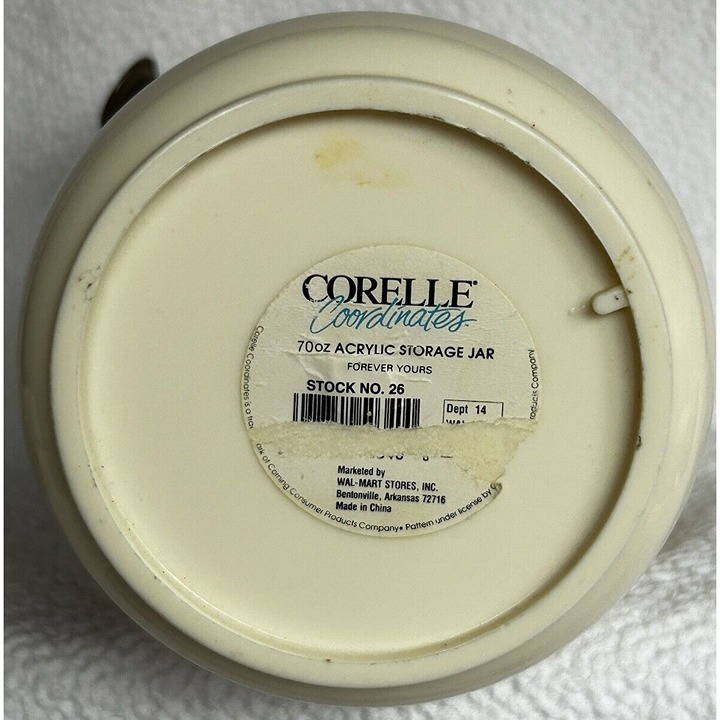 CORELLE®
Coordinates
70oz ACRYLIC STORAGE JAR
FOREVER YOURS
STOCK NO. 26
Dept 14
Marketed by
WAL-MART STORES, INC.
Bentonville, Arkansas 72716
Made in China
Corelle Coordinates is a
ark of Corning Consumer Products Company• Pattern under license by
Company